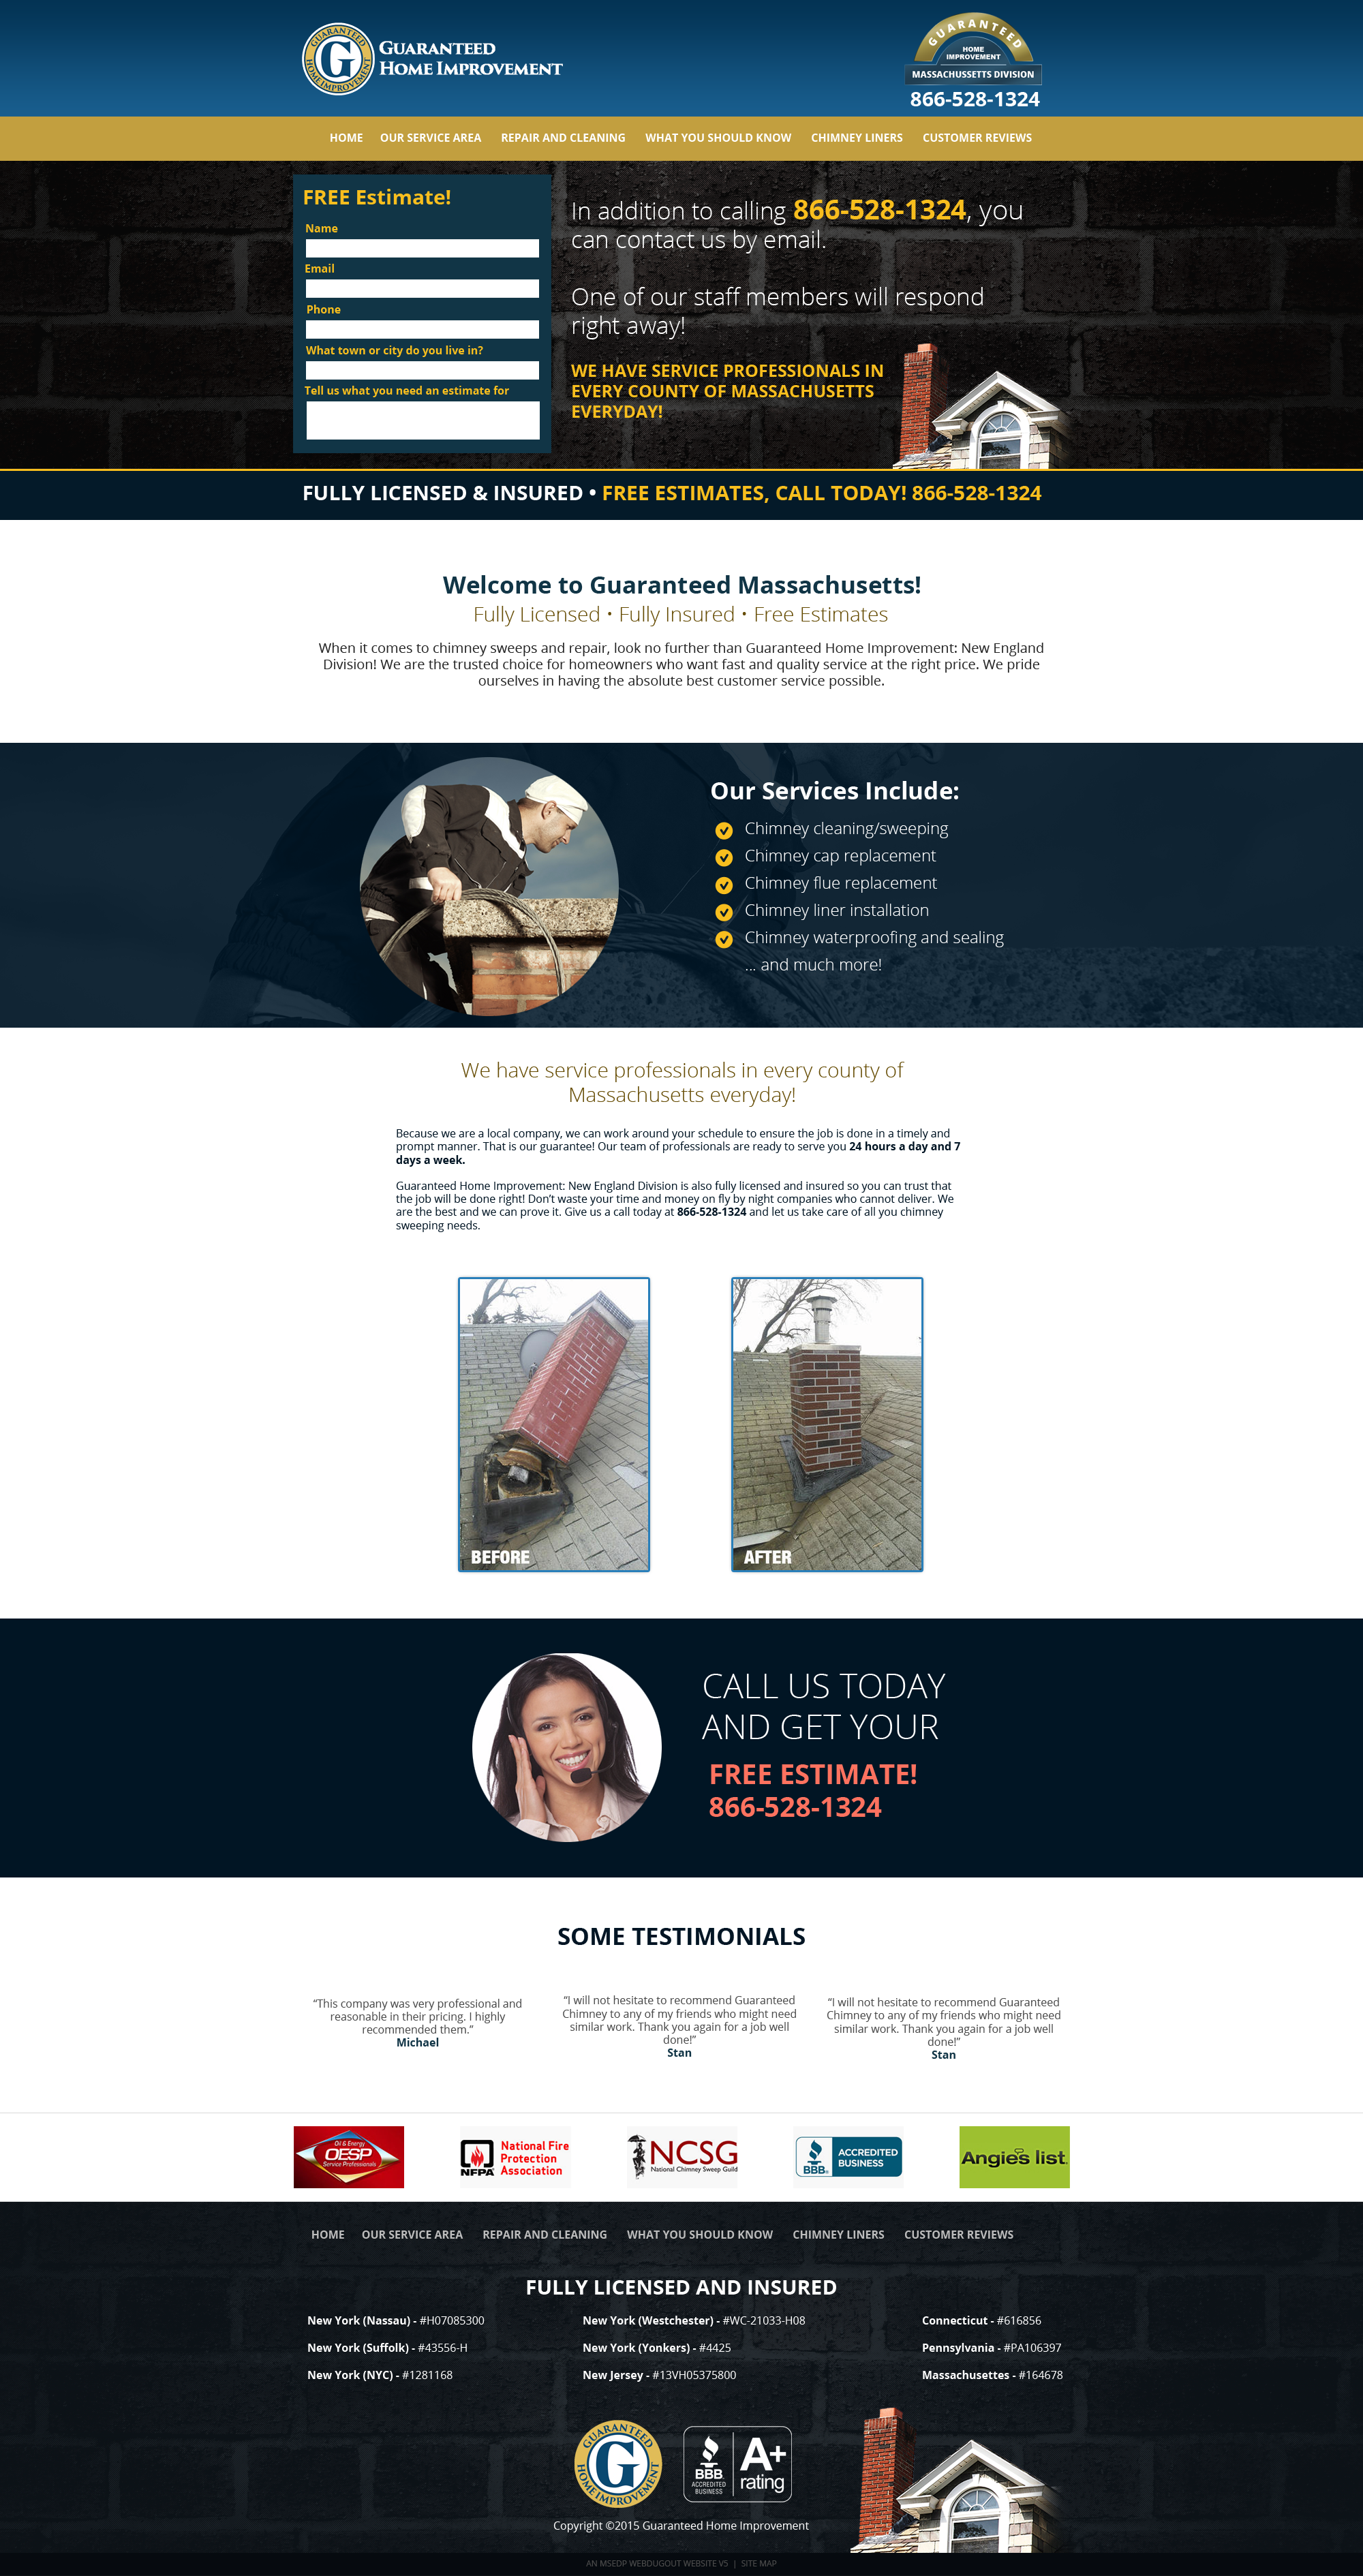 GUARANTEED HOME IMPROVEMENT
G
GUARANTEED
HOME IMPROVEMENT
GUARANTEED
HOME
IMPROVEMENT
MASSACHUSSETTS DIVISION
866-528-1324
HOME OUR SERVICE AREA REPAIR AND CLEANING WHAT YOU SHOULD KNOW CHIMNEY LINERS CUSTOMER REVIEWS
FREE Estimate!
Name
Email
Phone
What town or city do you live in?
Tell us what you need an estimate for
In addition to calling 866-528-1324, you
can contact us by email.
One of our staff members will respond
right away!
WE HAVE SERVICE PROFESSIONALS IN
EVERY COUNTY OF MASSACHUSETTS
EVERYDAY!
FULLY LICENSED & INSURED • FREE ESTIMATES, CALL TODAY! 866-528-1324
Welcome to Guaranteed Massachusetts!
Fully Licensed • Fully Insured • Free Estimates
When it comes to chimney sweeps and repair, look no further than Guaranteed Home Improvement: New England
Division! We are the trusted choice for homeowners who want fast and quality service at the right price. We pride
ourselves in having the absolute best customer service possible.
Our Services Include:
Chimney cleaning/sweeping
Chimney cap replacement
Chimney flue replacement
Chimney liner installation
Chimney waterproofing and sealing
... and much more!
We have service professionals in every county of
Massachusetts everyday!
Because we are a local company, we can work around your schedule to ensure the job is done in a timely and
prompt manner. That is our guarantee! Our team of professionals are ready to serve you 24 hours a day and 7
days a week.
Guaranteed Home Improvement: New England Division is also fully licensed and insured so you can trust that
the job will be done right! Don't waste your time and money on fly by night companies who cannot deliver. We
are the best and we can prove it. Give us a call today at 866-528-1324 and let us take care of all you chimney
sweeping needs.
BEFORE
AFTER
CALL US TODAY
AND GET YOUR
FREE ESTIMATE!
866-528-1324
SOME TESTIMONIALS
“This company was very professional and
reasonable in their pricing. I highly
recommended them.”
Michael
“I will not hesitate to recommend Guaranteed
Chimney to any of my friends who might need
similar work. Thank you again for a job well
done!”
Stan
“I will not hesitate to recommend Guaranteed
Chimney to any of my friends who might need
similar work. Thank you again for a job well
done!”
Stan
Oil & Energy
OESP
Service Professionals
NFPA
National Fire
Protection
Association
NCSG
National Chimney Sweep Guild
BBB
ACCREDITED
BUSINESS
Angie's list
HOME OUR SERVICE AREA REPAIR AND CLEANING WHAT YOU SHOULD KNOW CHIMNEY LINERS CUSTOMER REVIEWS
FULLY LICENSED AND INSURED
New York (Nassau) - #H07085300
New York (Suffolk) - #43556-H
New York (NYC) - #1281168
New York (Westchester) - #WC-21033-H08
New York (Yonkers) - #4425
New Jersey - #13VH05375800
Connecticut - #616856
Pennsylvania - #PA106397
Massachusettes - #164678
GUARANTEED HOME IMPROVEMENT
G
BBB
ACCREDITED
BUSINESS
A+
rating
Copyright ©2015 Guaranteed Home Improvement
AN MSEDP WEBDUGOUT WEBSITE V5 | SITE MAP